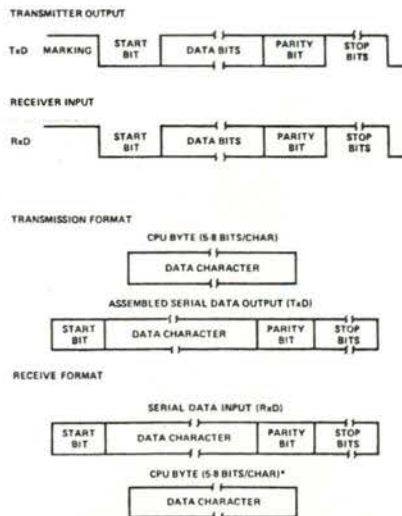 TRANSMITTER OUTPUT
TxD MARKING START BIT DATA BITS PARITY BIT STOP BITS
RECEIVER INPUT
RxD START BIT DATA BITS PARITY BIT STOP BITS
TRANSMISSION FORMAT
CPU BYTE (5-8 BITS/CHAR)
DATA CHARACTER
ASSEMBLED SERIAL DATA OUTPUT (TxD)
START BIT DATA CHARACTER PARITY BIT STOP BITS
RECEIVE FORMAT
SERIAL DATA INPUT (RxD)
START BIT DATA CHARACTER PARITY BIT STOP BITS
CPU BYTE (5-8 BITS/CHAR)*
DATA CHARACTER